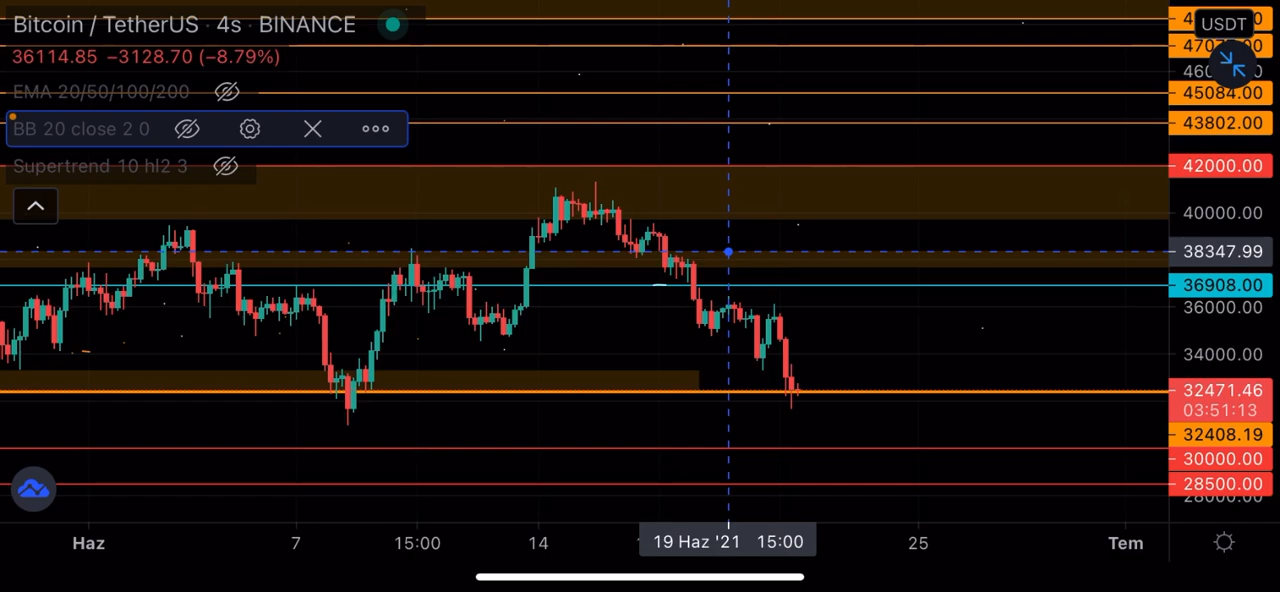 Bitcoin / TetherUS · 4s · BINANCE
36114.85 −3128.70 (−8.79%)
EMA 20/50/100/200
BB 20 close 2 0
Supertrend 10 hl2 3
USDT
45084.00
43802.00
42000.00
40000.00
38347.99
36908.00
36000.00
34000.00
32471.46
03:51:13
32408.19
30000.00
28500.00
28000.00
Haz
7
15:00
14
19 Haz '21 15:00
25
Tem